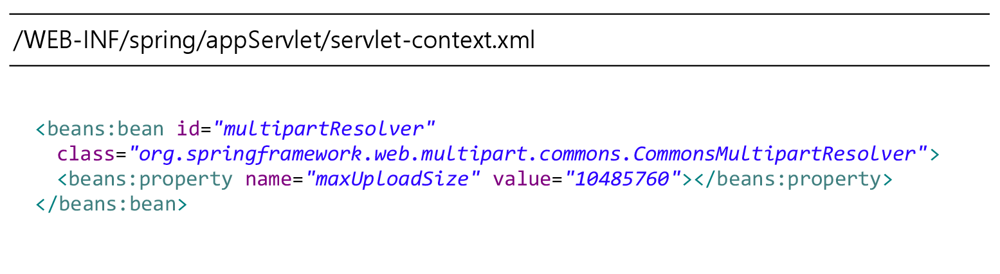 /WEB-INF/spring/appServlet/servlet-context.xml
<beans:bean id="multipartResolver"
class="org.springframework.web.multipart.commons.CommonsMultipartResolver">
<beans:property name="maxUploadSize" value="10485760"></beans:property>
</beans:bean>